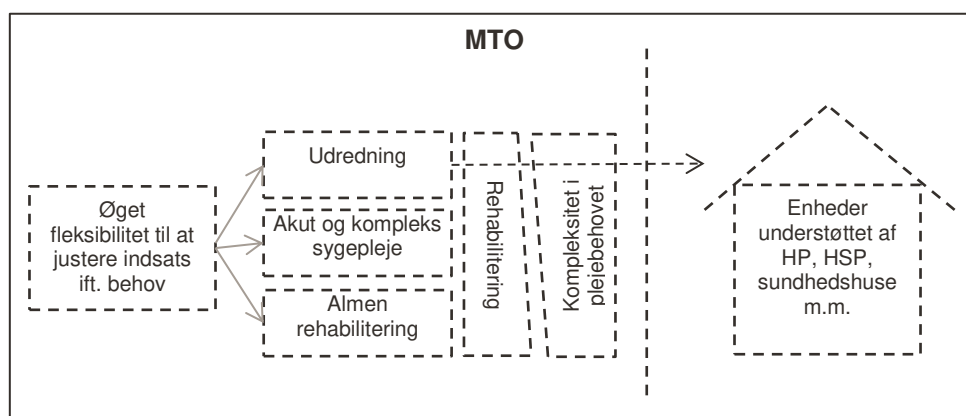 MTO
Øget
fleksibilitet til at
justere indsats
ift. behov
Udredning
Akut og kompleks
sygepleje
Almen
rehabilitering
Rehabilitering
Kompleksitet i
plejebehovet
Enheder
understøttet af
HP, HSP,
sundhedshuse
m.m.